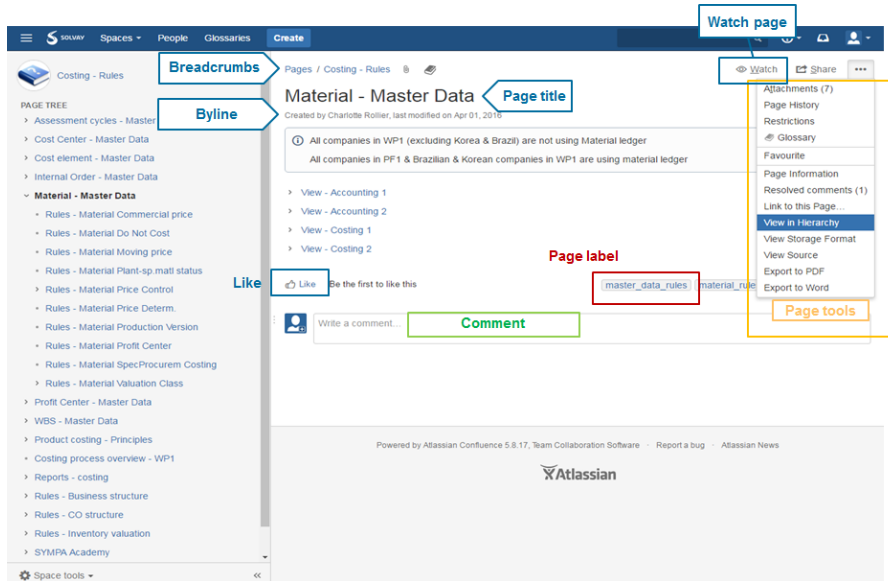 Watch page
SOLVAY Spaces People Glossaries Create
Costing - Rules
Breadcrumbs
Pages / Costing - Rules
Watch Share
PAGE TREE
Material - Master Data
Page title
Byline
Created by Charlotte Rollier, last modified on Apr 01, 2016
All companies in WP1 (excluding Korea & Brazil) are not using Material ledger
All companies in PF1 & Brazilian & Korean companies in WP1 are using material ledger
View - Accounting 1
View - Accounting 2
View - Costing 1
View - Costing 2
Assessment cycles - Master
Cost Center - Master Data
Cost element - Master Data
Internal Order - Master Data
Material - Master Data
Rules - Material Commercial price
Rules - Material Do Not Cost
Rules - Material Moving price
Rules - Material Plant-sp.matl status
Rules - Material Price Control
Rules - Material Price Determ.
Rules - Material Production Version
Rules - Material Profit Center
Rules - Material SpecProcurem Costing
Rules - Material Valuation Class
Profit Center - Master Data
WBS - Master Data
Product costing - Principles
Costing process overview - WP1
Reports - costing
Rules - Business structure
Rules - CO structure
Rules - Inventory valuation
SYMPA Academy
Space tools
Attachments (7)
Page History
Restrictions
Glossary
Favourite
Page Information
Resolved comments (1)
Link to this Page...
View in Hierarchy
View Storage Format
View Source
Export to PDF
Export to Word
Page tools
Page label
Like
Like Be the first to like this
master_data_rules material_rule
Write a comment...
Comment
Powered by Atlassian Confluence 5.8.17, Team Collaboration Software · Report a bug · Atlassian News
Atlassian